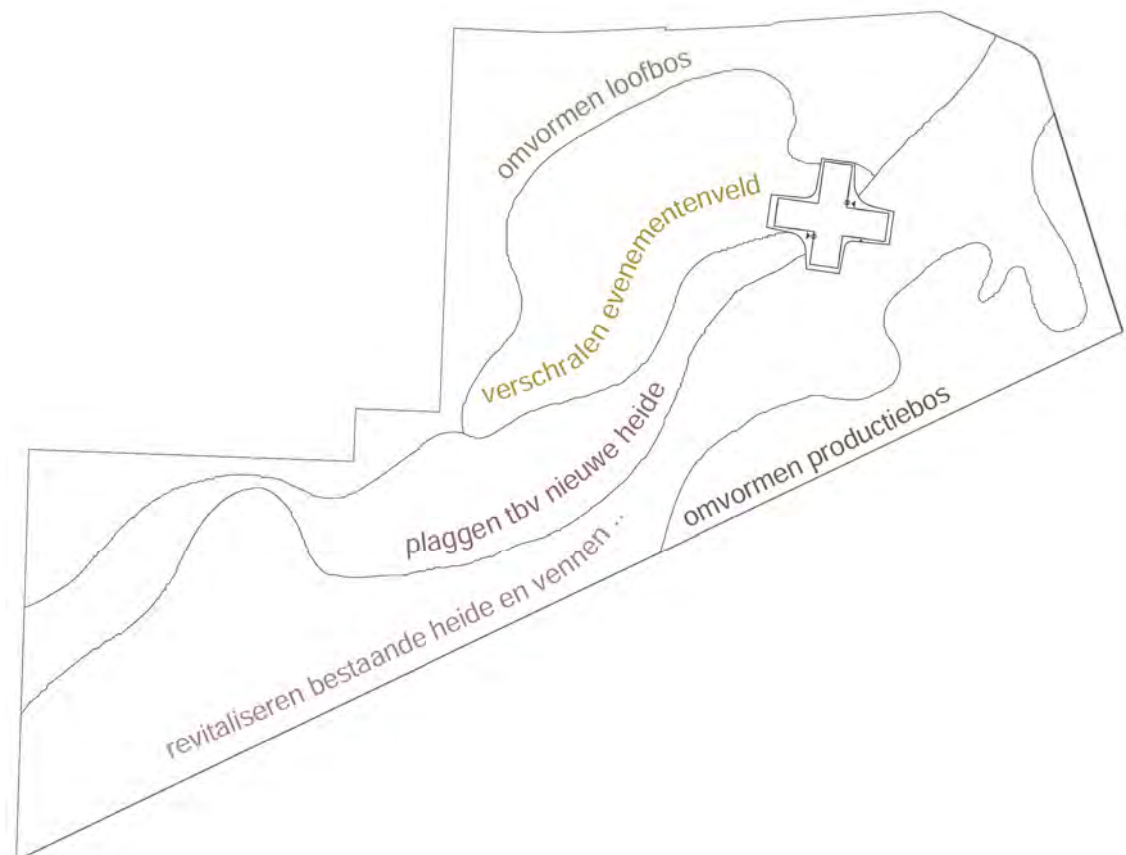 omvormen loofbos
verschralen evenementenveld
plaggen tbv nieuwe heide
omvormen productiebos
revitaliseren bestaande heide en vennen ..